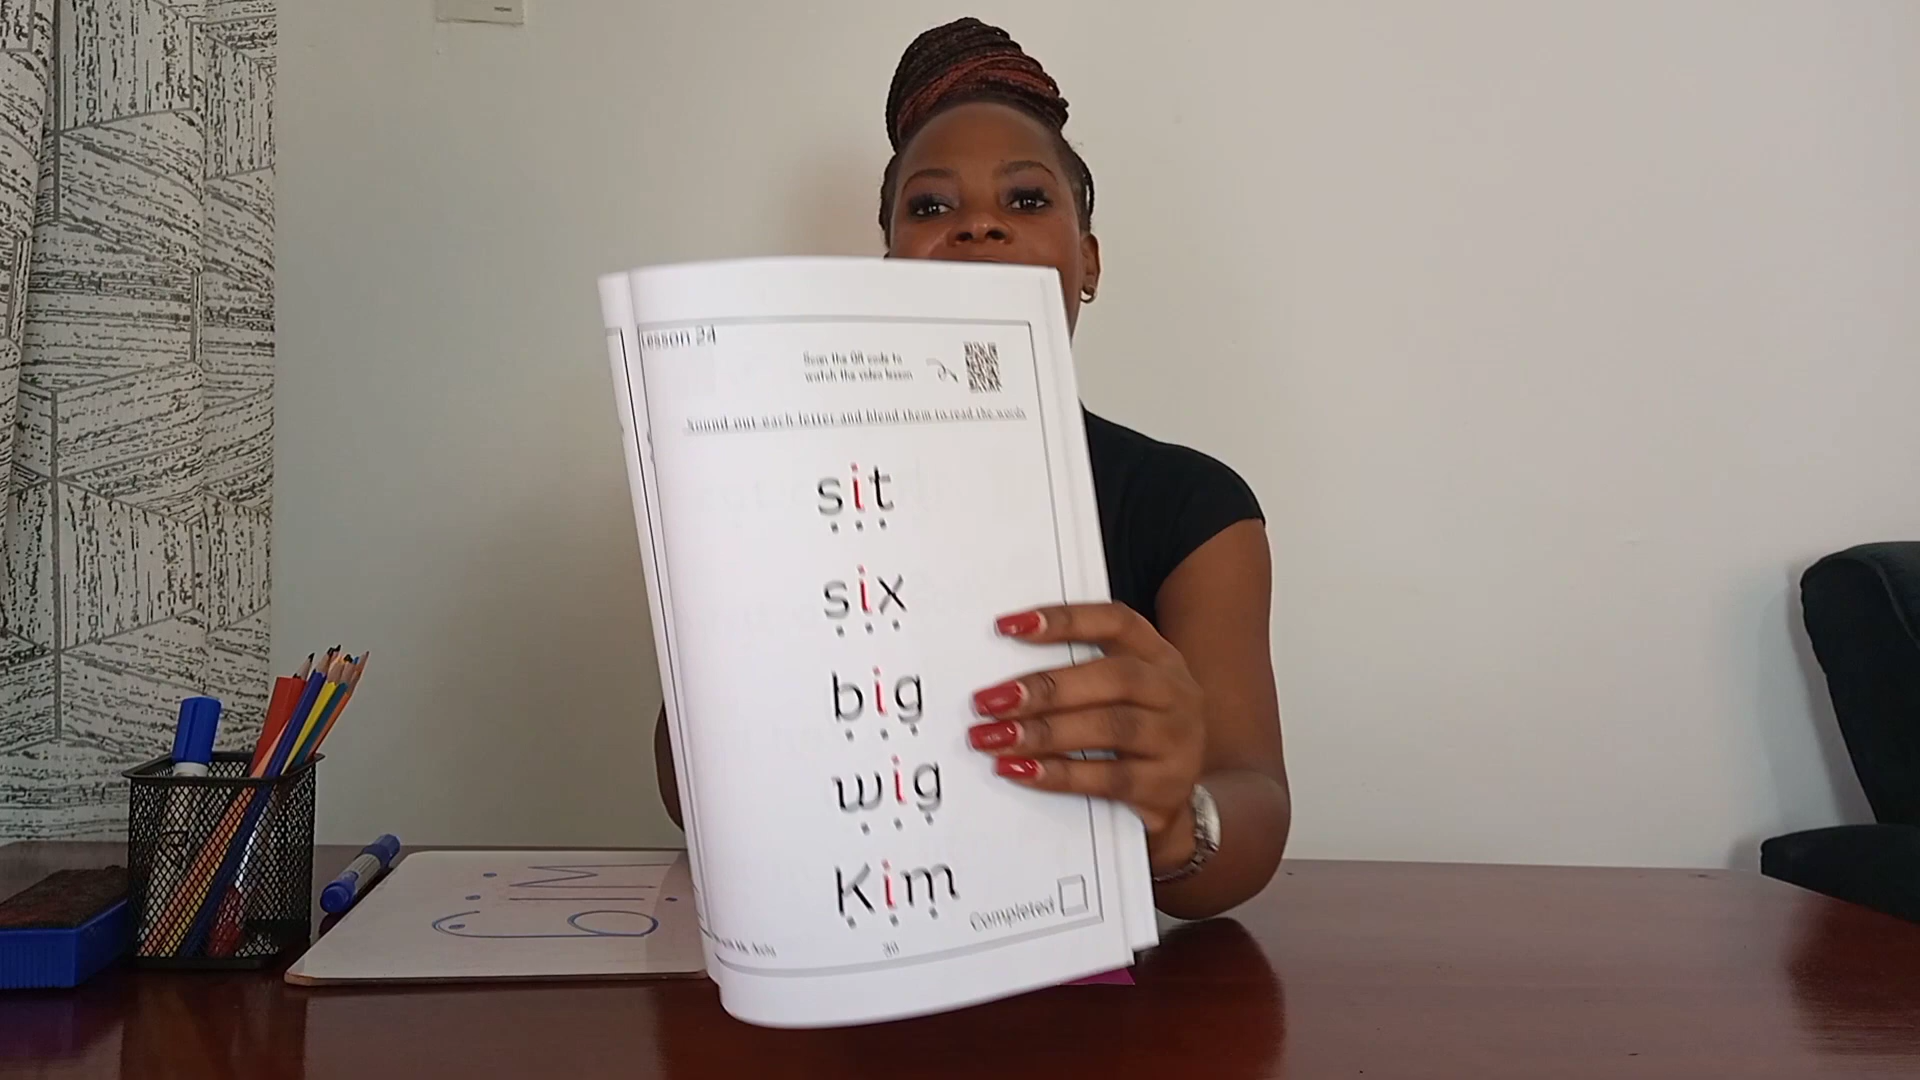 Lesson 24
Scan the QR code to
watch the video lesson
Sound out each letter and blend them to read the words
sit
six
big
wig
Kim
Completed
30